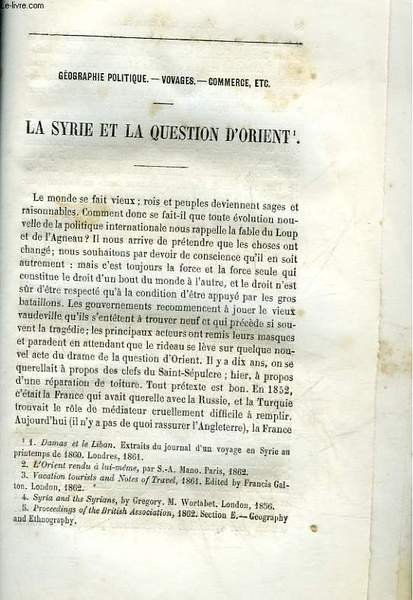 Le-livre.com
GÉOGRAPHIE POLITIQUE. — VOYAGES. — COMMERCE, ETC.
LA SYRIE ET LA QUESTION D'ORIENT¹.
Le monde se fait vieux ; rois et peuples deviennent sages et
raisonnables. Comment donc se fait-il que toute évolution nou-
velle de la politique internationale nous rappelle la fable du Loup
et de l'Agneau ? Il nous arrive de prétendre que les choses ont
changé ; nous souhaitons par devoir de conscience qu'il en soit
autrement : mais c'est toujours la force et la force seule qui
constitue le droit d'un bout du monde à l'autre, et le droit n'est
sûr d'être respecté qu'à la condition d'être appuyé par les gros
bataillons. Les gouvernements recommencent à jouer le vieux
vaudeville qu'ils s'entêtent à trouver neuf et qui précède si sou-
vent la tragédie ; les principaux acteurs ont remis leurs masques
et paradent en attendant que le rideau se lève sur quelque nou-
vel acte du drame de la question d'Orient. Il y a dix ans, on se
querellait à propos des clefs du Saint-Sépulcre ; hier, à propos
d'une réparation de toiture. Tout prétexte est bon. En 1852,
c'était la France qui avait querelle avec la Russie, et la Turquie
trouvait le rôle de médiateur cruellement difficile à remplir.
Aujourd'hui (il n'y a pas de quoi rassurer l'Angleterre), la France
¹ 1. Damas et le Liban. Extraits du journal d'un voyage en Syrie au
printemps de 1860. Londres, 1861.
2. L'Orient rendu à lui-même, par S.-A. Mano. Paris, 1862.
3. Vacation tourists and Notes of Travel, 1861. Edited by Francis Gal-
ton. London, 1862.
4. Syria and the Syrians, by Gregory. M. Wortabet. London, 1856.
5. Proceedings of the British Association, 1862. Section E.— Geography
and Ethnography.